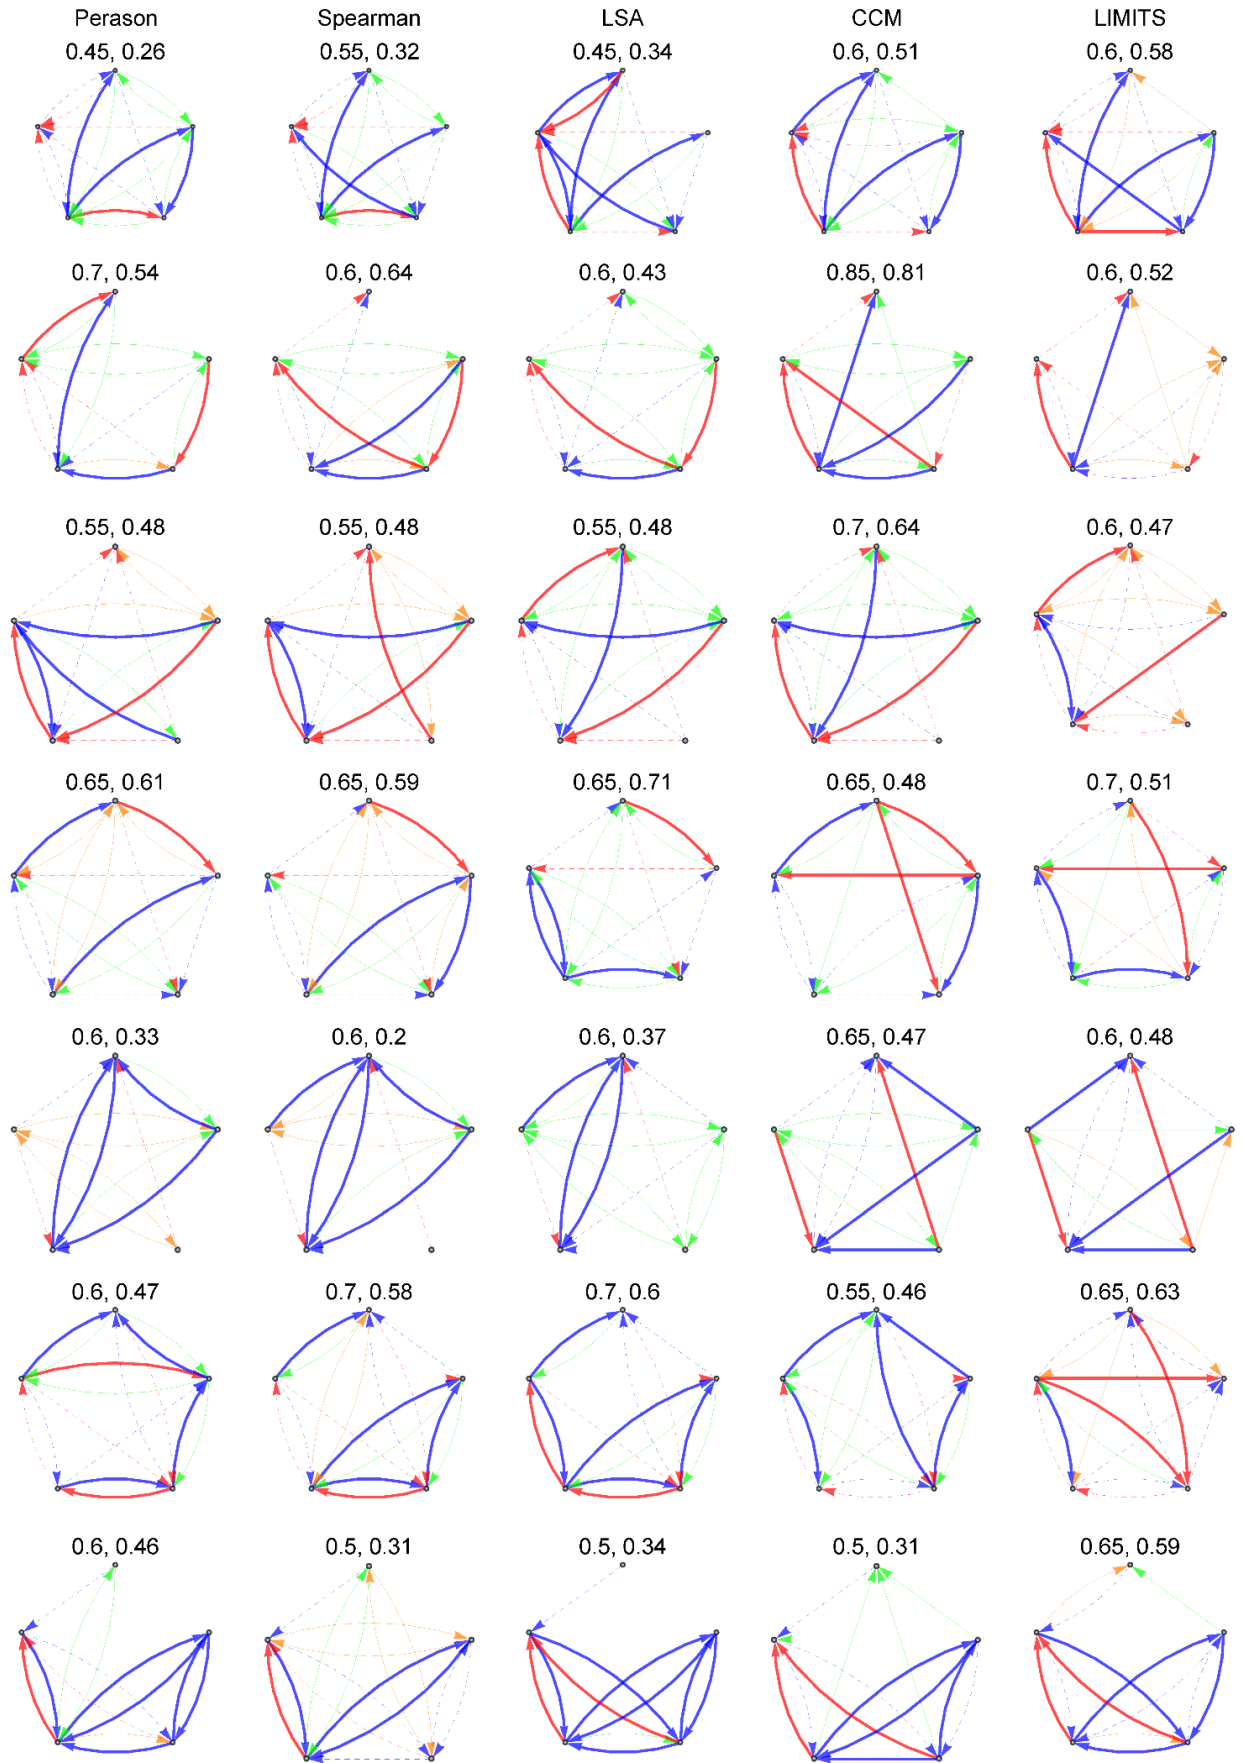 Perason Spearman LSA CCM LIMITS
0.45, 0.26 0.55, 0.32 0.45, 0.34 0.6, 0.51 0.6, 0.58
0.7, 0.54 0.6, 0.64 0.6, 0.43 0.85, 0.81 0.6, 0.52
0.55, 0.48 0.55, 0.48 0.55, 0.48 0.7, 0.64 0.6, 0.47
0.65, 0.61 0.65, 0.59 0.65, 0.71 0.65, 0.48 0.7, 0.51
0.6, 0.33 0.6, 0.2 0.6, 0.37 0.65, 0.47 0.6, 0.48
0.6, 0.47 0.7, 0.58 0.7, 0.6 0.55, 0.46 0.65, 0.63
0.6, 0.46 0.5, 0.31 0.5, 0.34 0.5, 0.31 0.65, 0.59